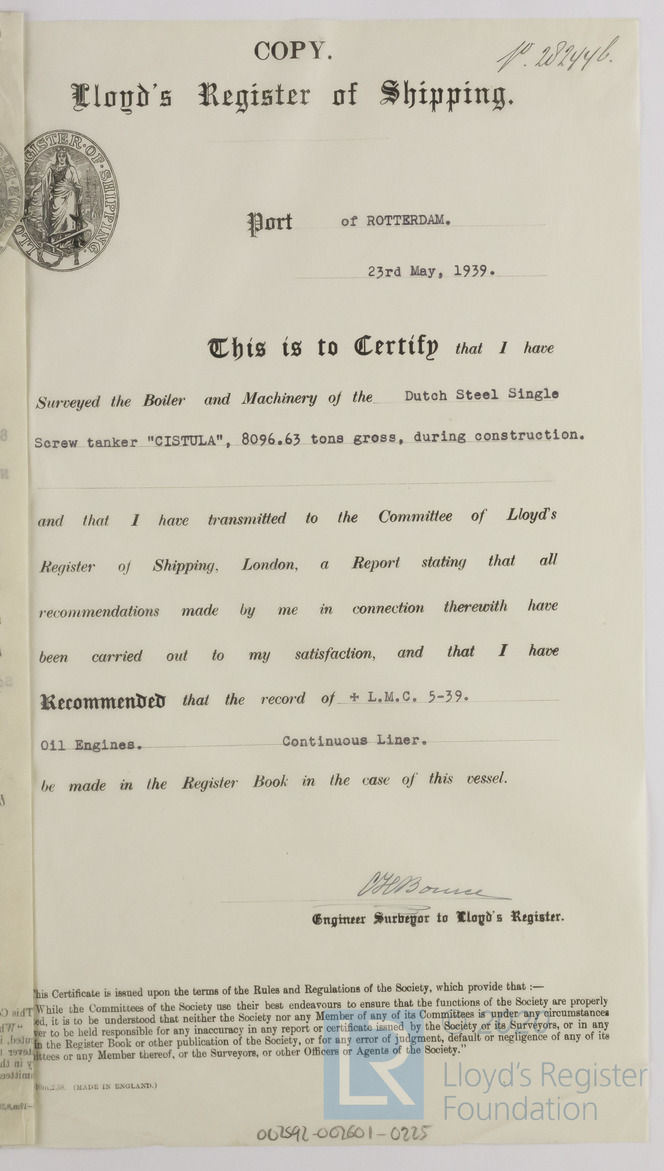 COPY.
No. 28244b.
Lloyd's Register of Shipping.
REGISTER·OF·SHIPPING·
Port of ROTTERDAM.
23rd May, 1939.
This is to Certify that I have
Surveyed the Boiler and Machinery of the Dutch Steel Single
Screw tanker "CISTULA", 8096.63 tons gross, during construction.
and that I have transmitted to the Committee of Lloyd's
Register of Shipping, London, a Report stating that all
recommendations made by me in connection therewith have
been carried out to my satisfaction, and that I have
Recommended that the record of + L.M.C. 5-39.
Oil Engines. Continuous Liner.
be made in the Register Book in the case of this vessel.
Engineer Surveyor to Lloyd's Register.
his Certificate is issued upon the terms of the Rules and Regulations of the Society, which provide that :—
While the Committees of the Society use their best endeavours to ensure that the functions of the Society are properly
ed, it is to be understood that neither the Society nor any Member of any of its Committees is under any circumstances
ver to be held responsible for any inaccuracy in any report or certificate issued by the Society or its Surveyors, or in any
n the Register Book or other publication of the Society, or for any error of judgment, default or negligence of any of its
ittees or any Member thereof, or the Surveyors, or other Officers or Agents of the Society."
(MADE IN ENGLAND.)
LR
© 2020
Lloyd's Register
Foundation
002592-002601-0225